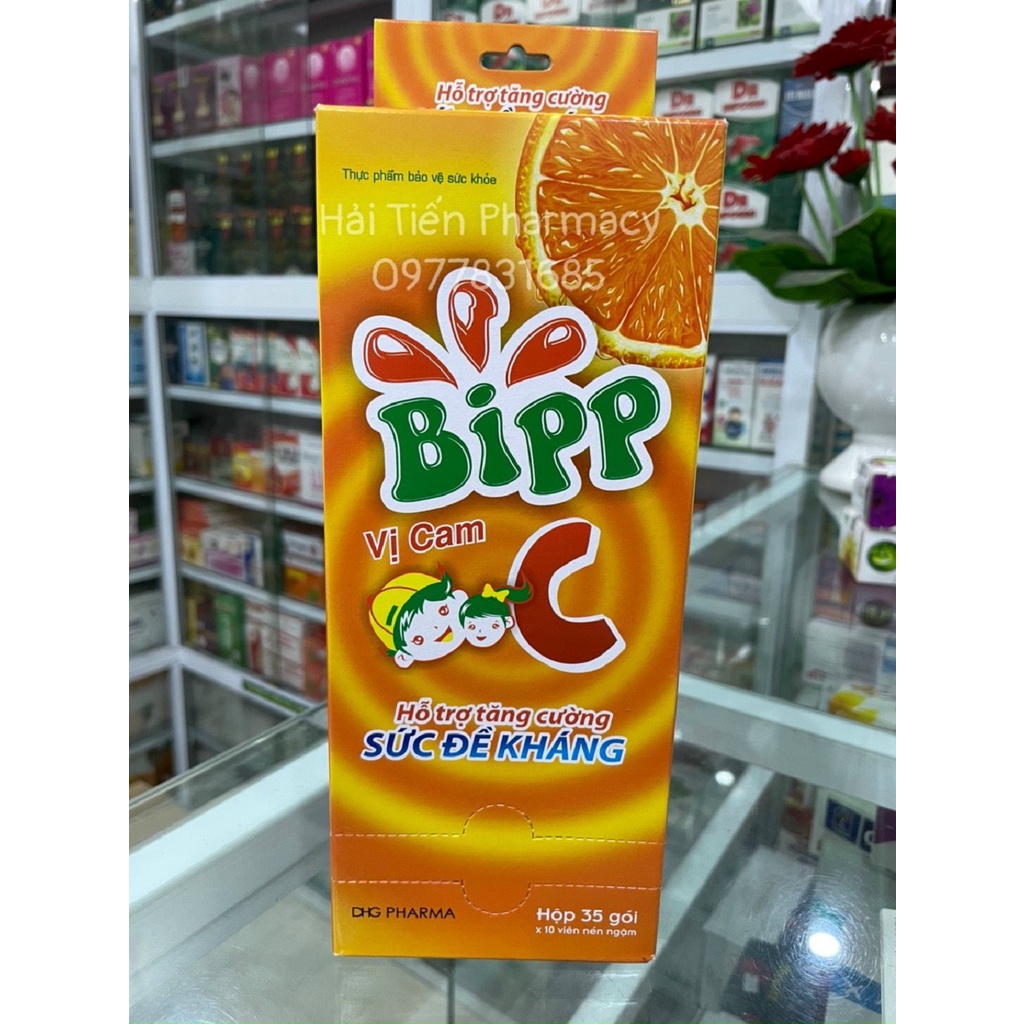 Hỗ trợ tăng cường
Thực phẩm bảo vệ sức khỏe
Hải Tiến Pharmacy
0977831685
Bipp
Vị Cam
C
Hỗ trợ tăng cường
SỨC ĐỀ KHÁNG
DHG PHARMA
Hộp 35 gói
x 10 viên nén ngậm